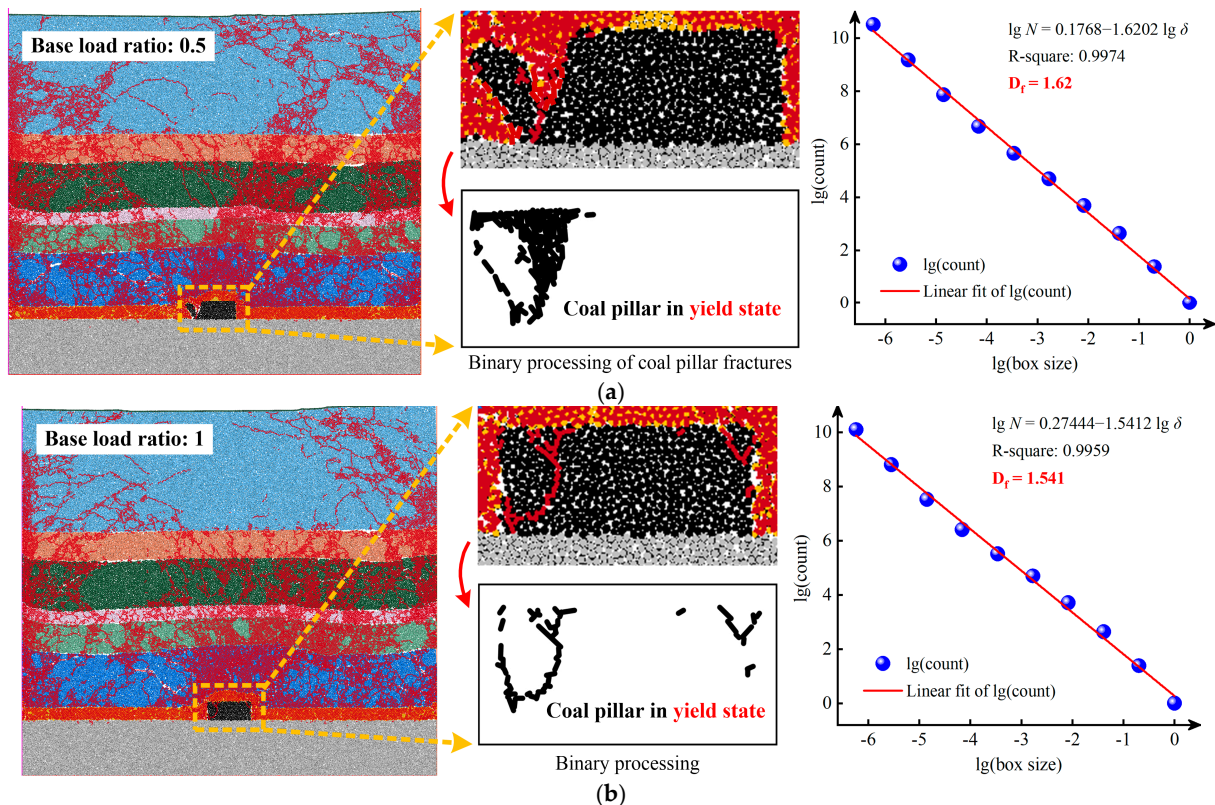 Base load ratio: 0.5
Coal pillar in yield state
Binary processing of coal pillar fractures
lg N = 0.1768−1.6202 lg δ
R-square: 0.9974
D_f = 1.62
10
8
6
4
2
0
lg(count)
lg(count)
Linear fit of lg(count)
-6 -5 -4 -3 -2 -1 0
lg(box size)
(a)
Base load ratio: 1
Coal pillar in yield state
Binary processing
lg N = 0.27444−1.5412 lg δ
R-square: 0.9959
D_f = 1.541
10
8
6
4
2
0
lg(count)
lg(count)
Linear fit of lg(count)
-6 -5 -4 -3 -2 -1 0
lg(box size)
(b)